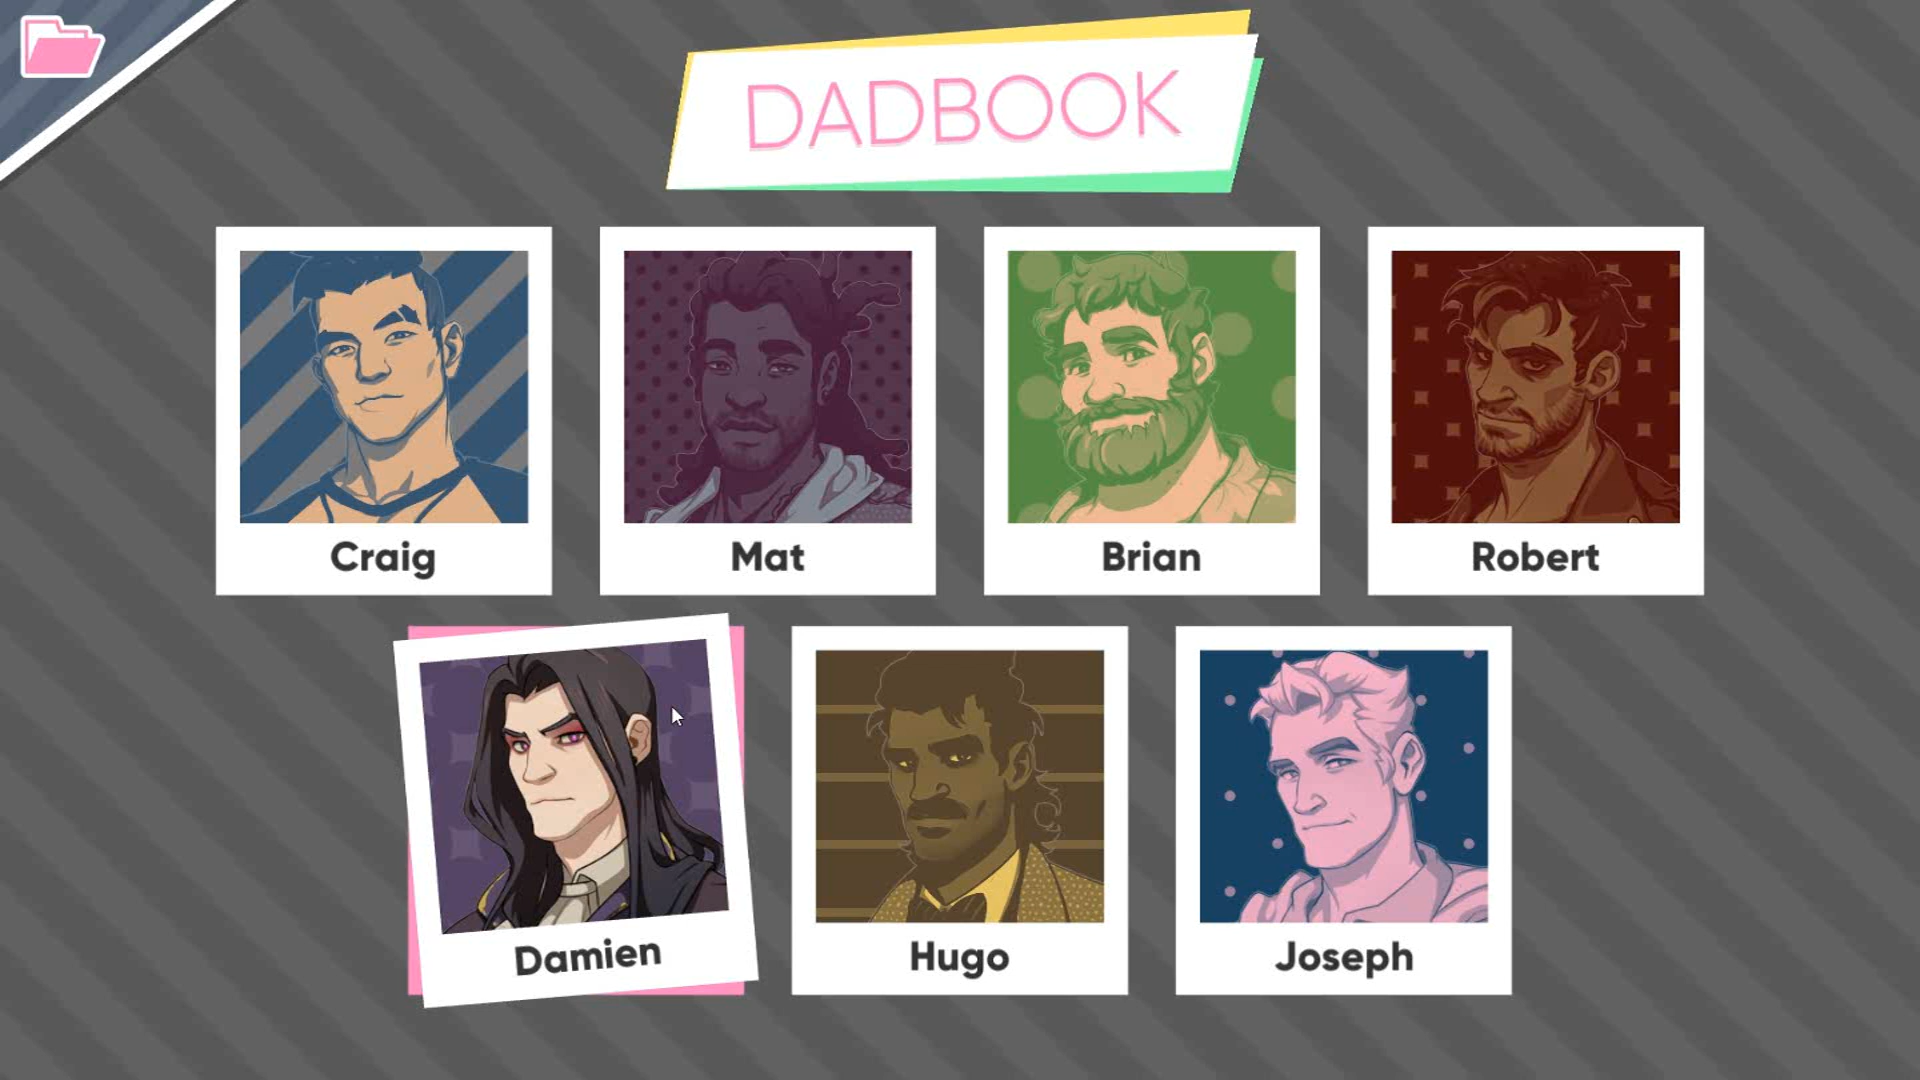 DADBOOK
Craig
Mat
Brian
Robert
Damien
Hugo
Joseph